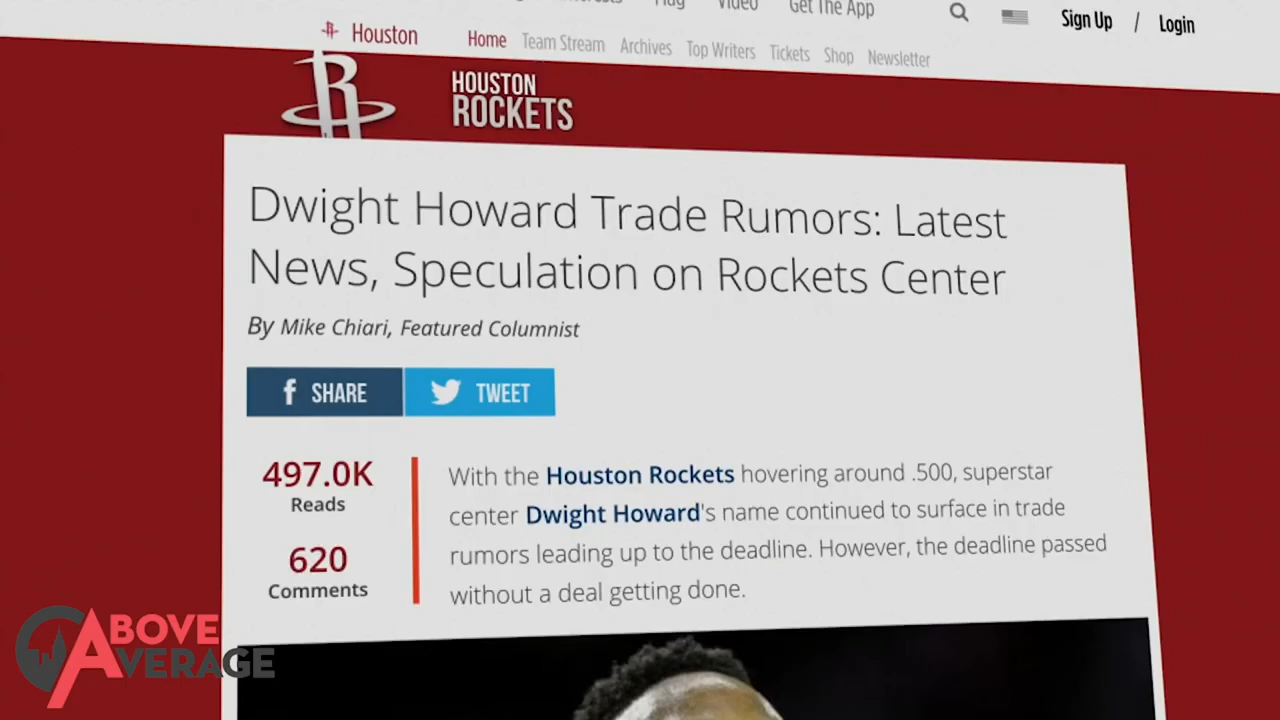 Video Get The App
Sign Up / Login
Houston Home Team Stream Archives Top Writers Tickets Shop Newsletter
HOUSTON
ROCKETS
Dwight Howard Trade Rumors: Latest
News, Speculation on Rockets Center
By Mike Chiari, Featured Columnist
f SHARE TWEET
497.0K
Reads
620
Comments
With the Houston Rockets hovering around .500, superstar
center Dwight Howard's name continued to surface in trade
rumors leading up to the deadline. However, the deadline passed
without a deal getting done.
ABOVE
AVERAGE